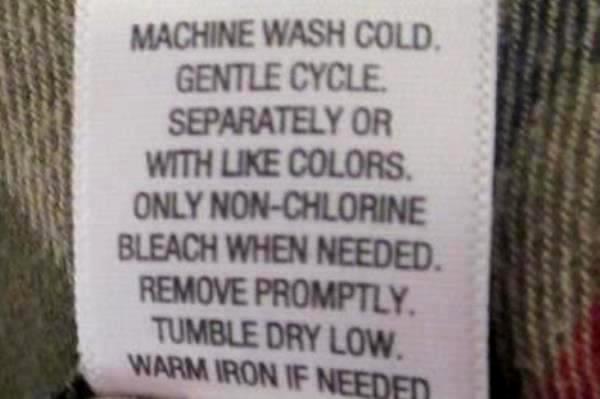 MACHINE WASH COLD.
GENTLE CYCLE.
SEPARATELY OR
WITH LIKE COLORS.
ONLY NON-CHLORINE
BLEACH WHEN NEEDED.
REMOVE PROMPTLY.
TUMBLE DRY LOW.
WARM IRON IF NEEDED